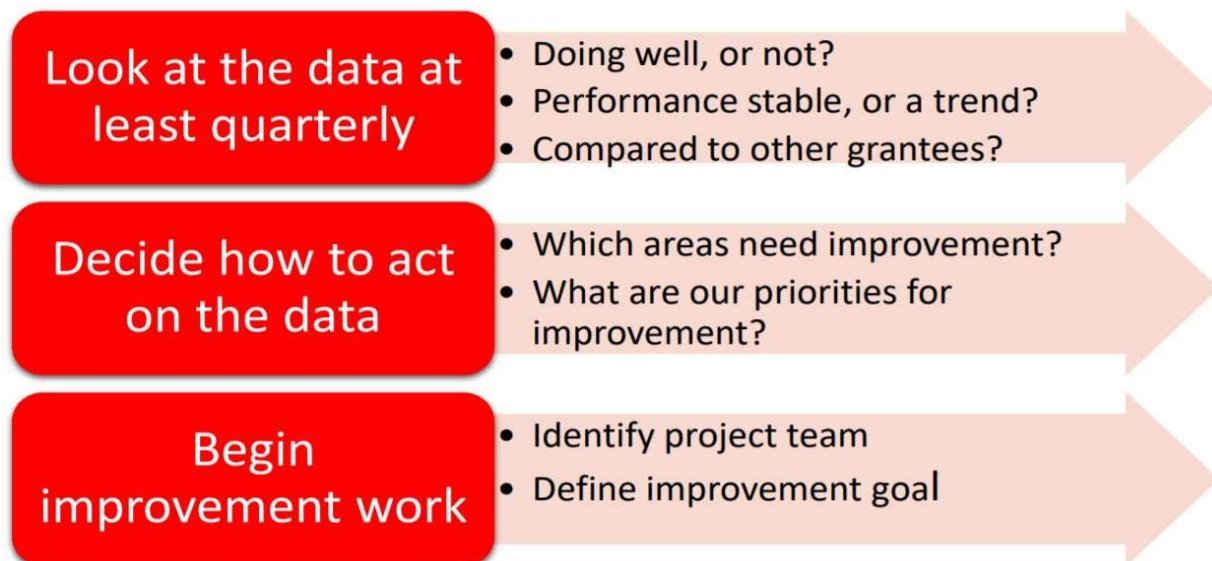 Look at the data at
least quarterly
• Doing well, or not?
• Performance stable, or a trend?
• Compared to other grantees?
Decide how to act
on the data
• Which areas need improvement?
• What are our priorities for
improvement?
Begin
improvement work
• Identify project team
• Define improvement goal